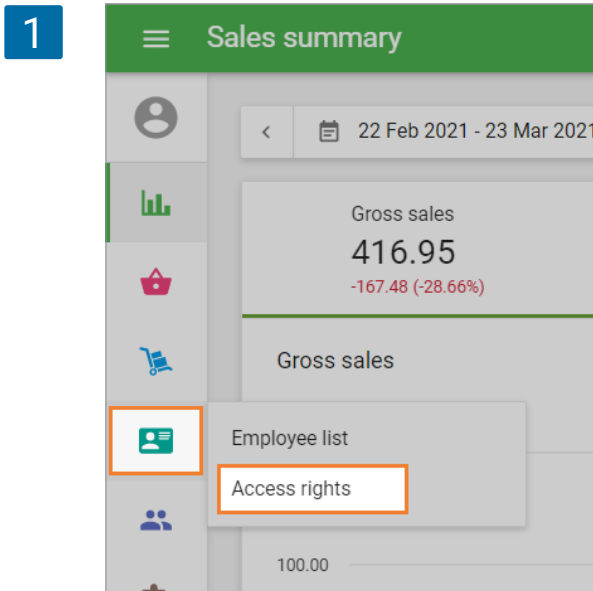 1
Sales summary
22 Feb 2021 - 23 Mar 2021
Gross sales
416.95
-167.48 (-28.66%)
Gross sales
Employee list
Access rights
100.00